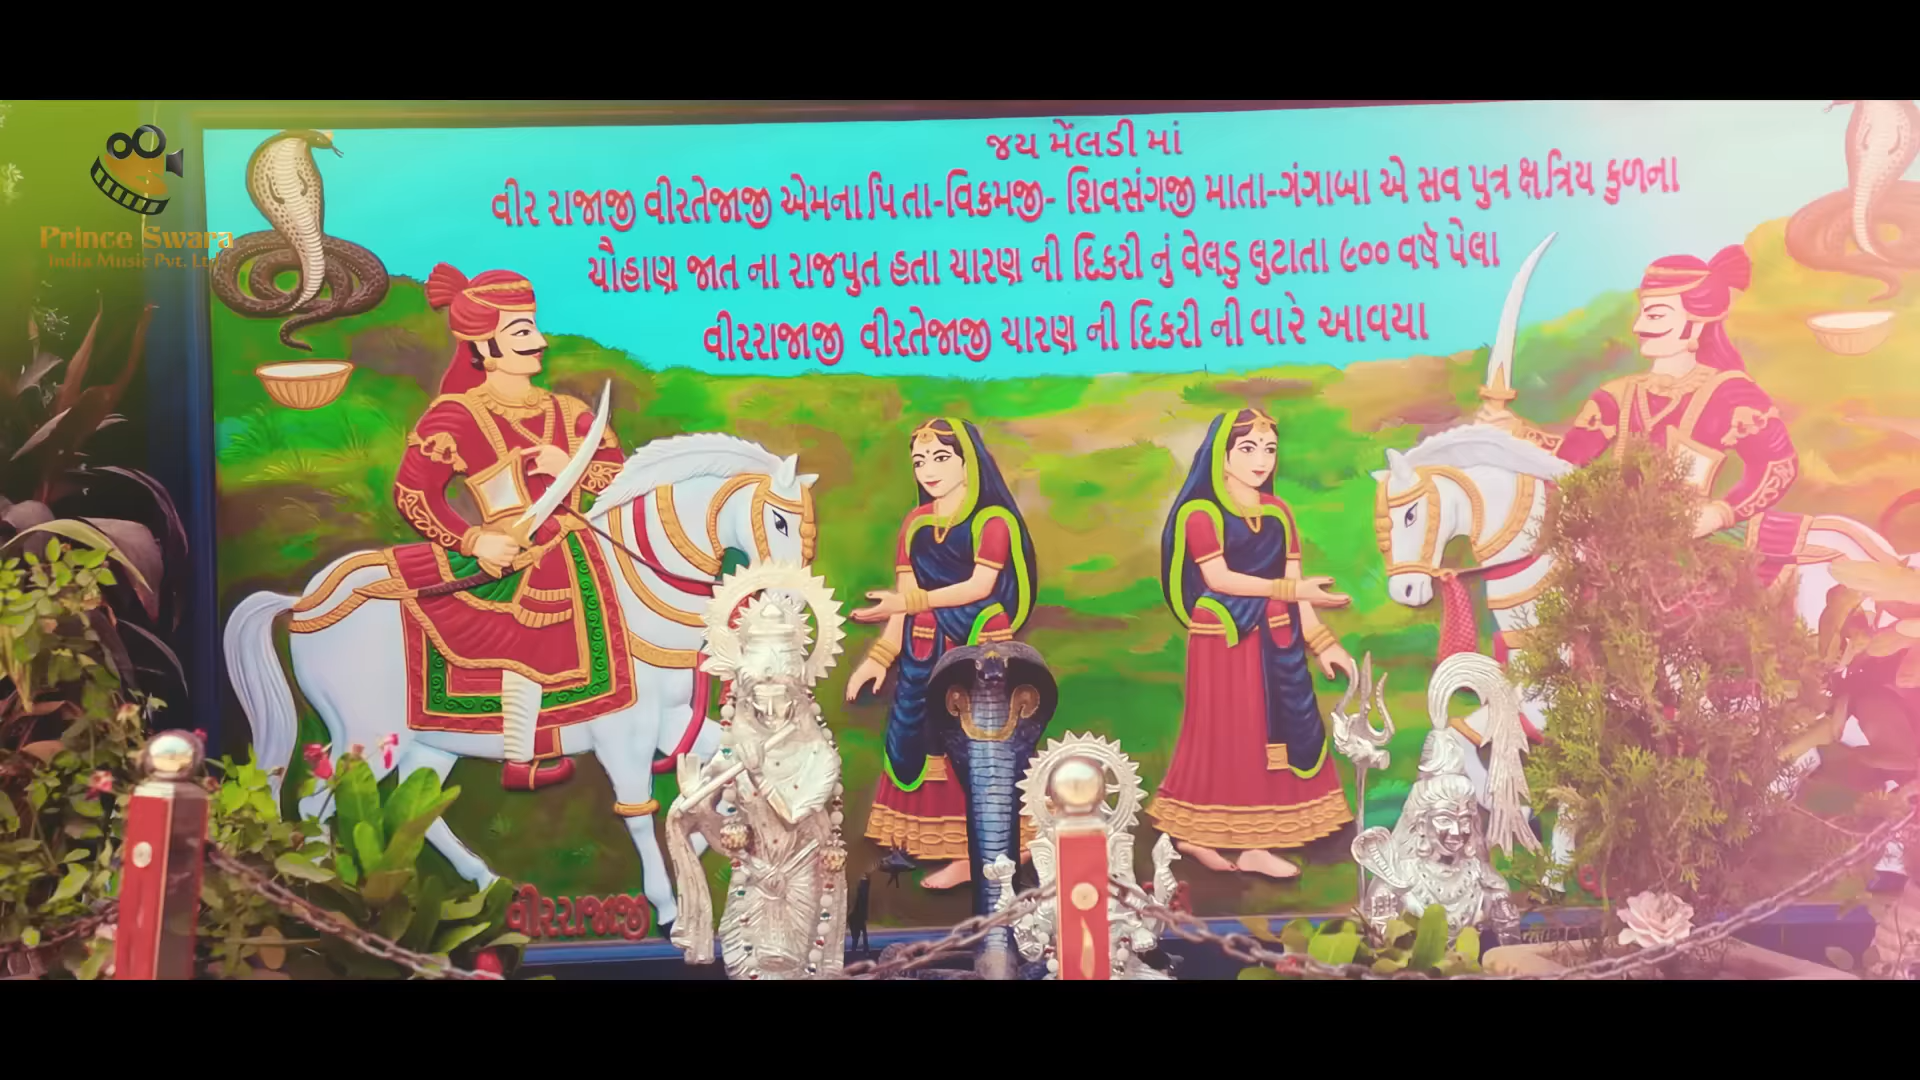 Prince Swara
India Music Pvt. Ltd
જય મેંલડી માં
વીર રાજાજી વીરતેજાજી એમના પિતા-વિક્રમજી- શિવસંગજી માતા-ગંગાબા એ સવ પુત્ર ક્ષત્રિય કુળના
ચૌહાણ જાત ના રાજપુત હતા ચારણ ની દિકરી નું વેલડુ લુટાતા ૯૦૦ વર્ષ પેલા
વીરરાજાજી વીરતેજાજી ચારણ ની દિકરી ની વારે આવયા
વીરરાજાજી